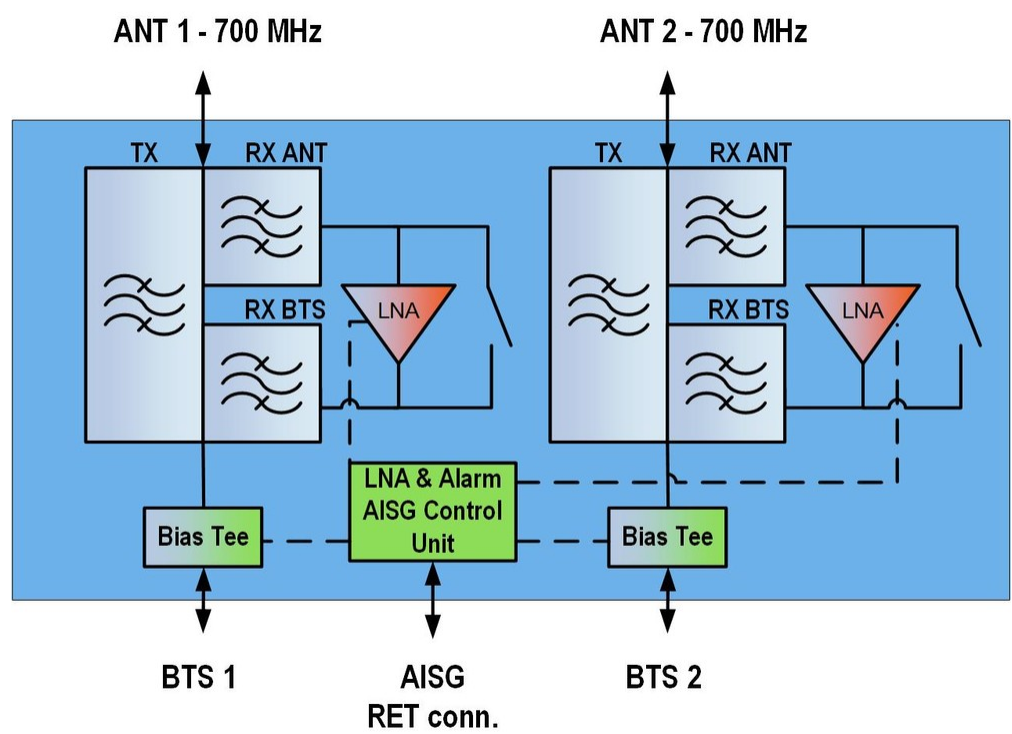 ANT 1 - 700 MHz
ANT 2 - 700 MHz
TX
RX ANT
TX
RX ANT
RX BTS
LNA
RX BTS
LNA
LNA & Alarm
AISG Control
Unit
Bias Tee
Bias Tee
BTS 1
AISG
RET conn.
BTS 2